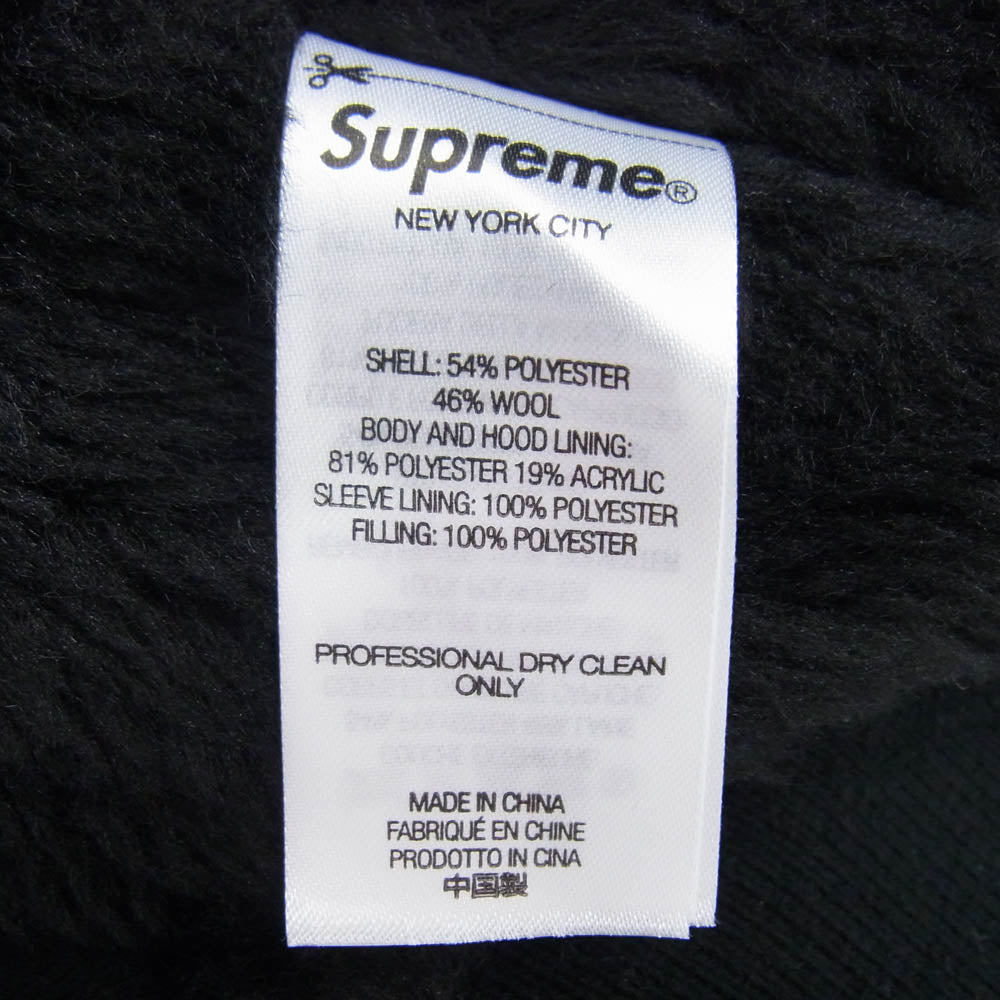 Supreme®
NEW YORK CITY
SHELL: 54% POLYESTER
46% WOOL
BODY AND HOOD LINING:
81% POLYESTER 19% ACRYLIC
SLEEVE LINING: 100% POLYESTER
FILLING: 100% POLYESTER
PROFESSIONAL DRY CLEAN
ONLY
MADE IN CHINA
FABRIQUÉ EN CHINE
PRODOTTO IN CINA
中国製